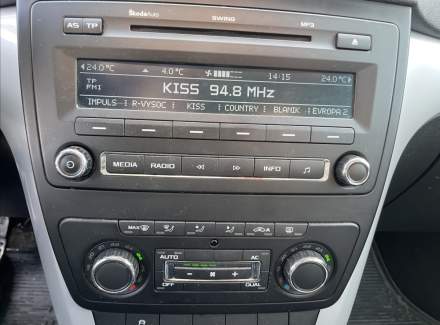 ŠkodaAuto SWING MP3
AS TP
24.0°C 4.0°C 14:15 24.0°C
TP
FM1 KISS 94.8 MHz
IMPULS R-VYSOC KISS COUNTRY BLANIK EVROPA 2
MEDIA RADIO INFO
MAX A
AUTO AC
OFF DUAL